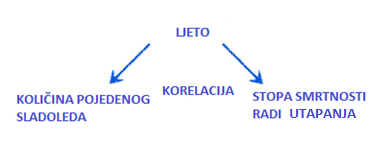 LJETO
KOLIČINA POJEDENOG
SLADOLEDA
KORELACIJA
STOPA SMRTNOSTI
RADI UTAPANJA